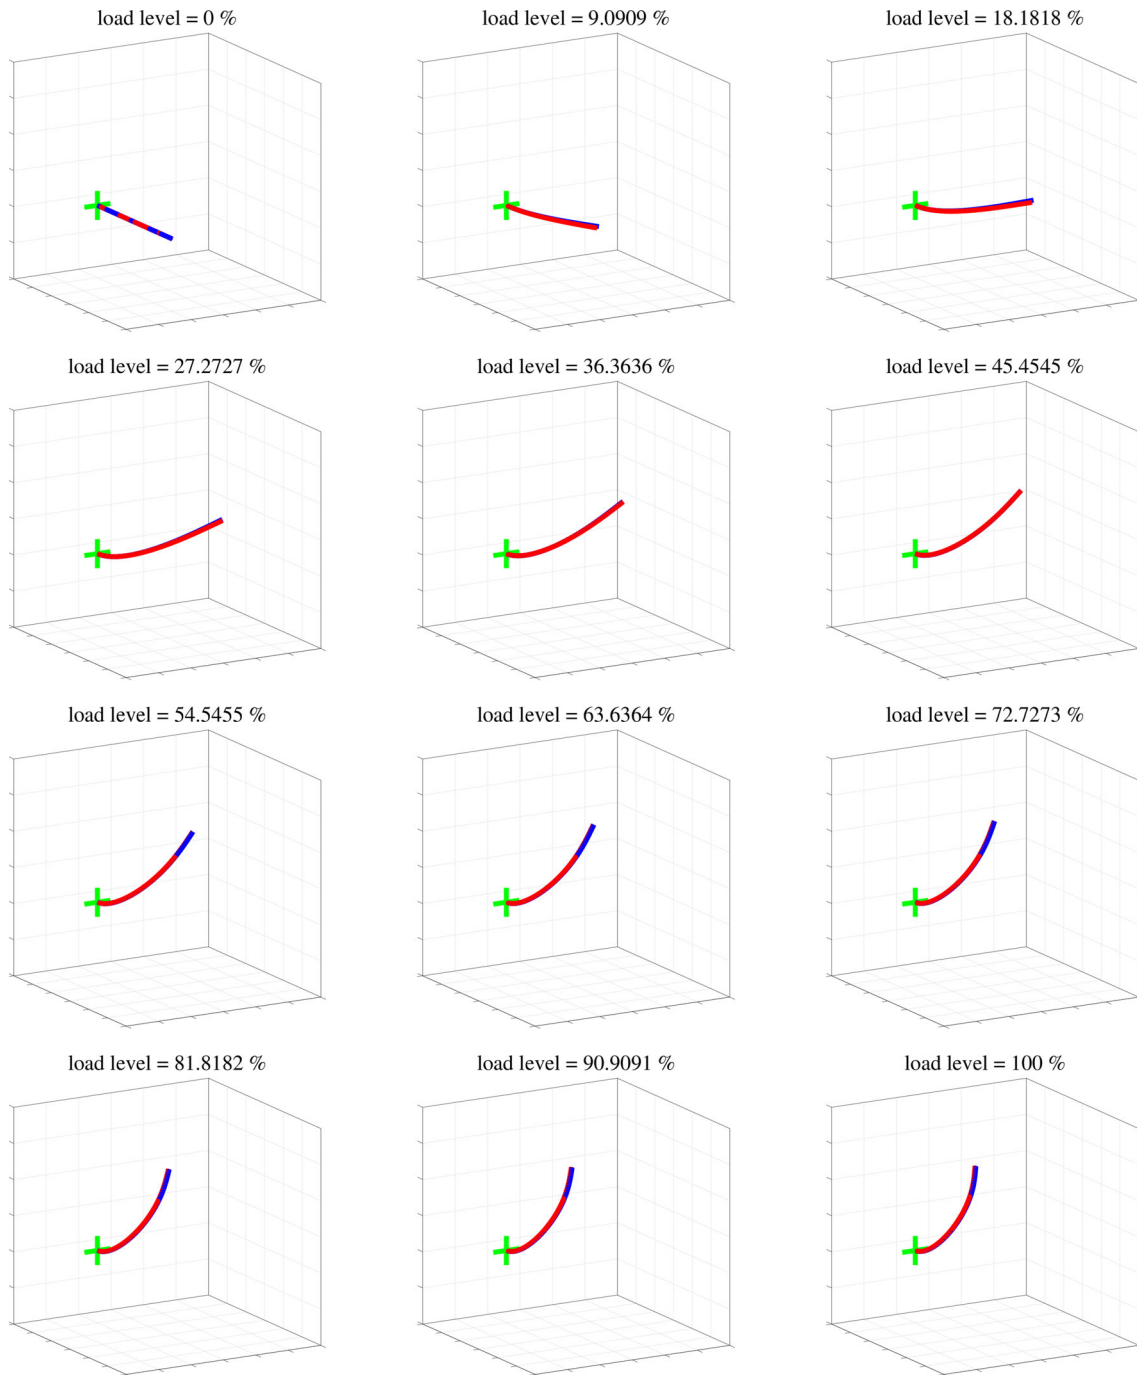 load level = 0 %
load level = 9.0909 %
load level = 18.1818 %
load level = 27.2727 %
load level = 36.3636 %
load level = 45.4545 %
load level = 54.5455 %
load level = 63.6364 %
load level = 72.7273 %
load level = 81.8182 %
load level = 90.9091 %
load level = 100 %